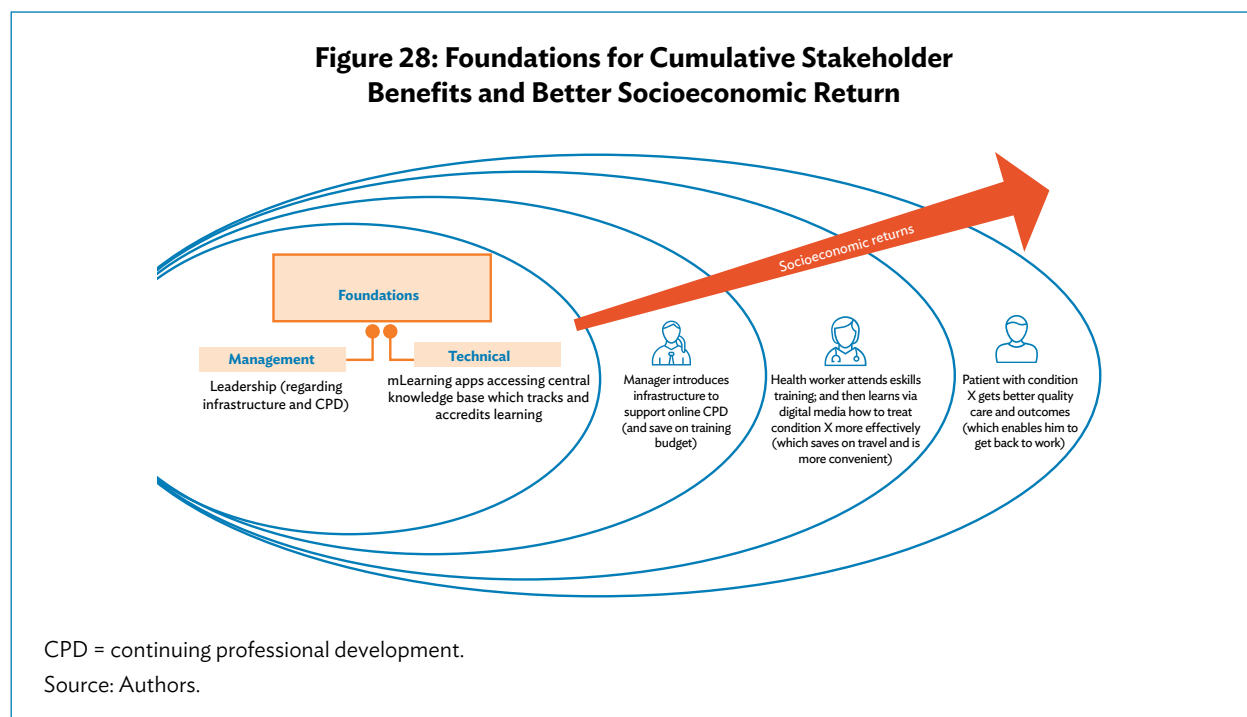 Figure 28: Foundations for Cumulative Stakeholder
Benefits and Better Socioeconomic Return
Socioeconomic returns
Foundations
Management
Leadership (regarding
infrastructure and CPD)
Technical
mLearning apps accessing central
knowledge base which tracks and
accredits learning
Manager introduces
infrastructure to
support online CPD
(and save on training
budget)
Health worker attends eskills
training; and then learns via
digital media how to treat
condition X more effectively
(which saves on travel and is
more convenient)
Patient with condition
X gets better quality
care and outcomes
(which enables him to
get back to work)
CPD = continuing professional development.
Source: Authors.